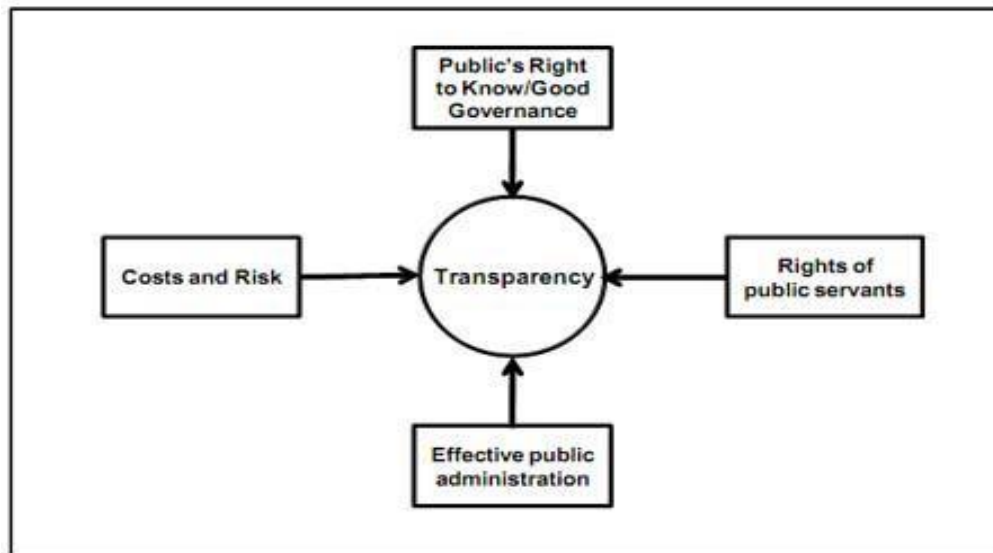 Public's Right
to Know/Good
Governance
Costs and Risk
Transparency
Rights of
public servants
Effective public
administration